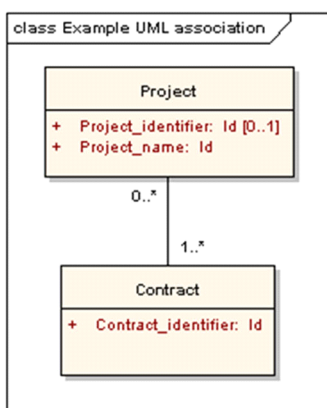 class Example UML association
Project
+ Project_identifier: Id [0..1]
+ Project_name: Id
0..*
1..*
Contract
+ Contract_identifier: Id